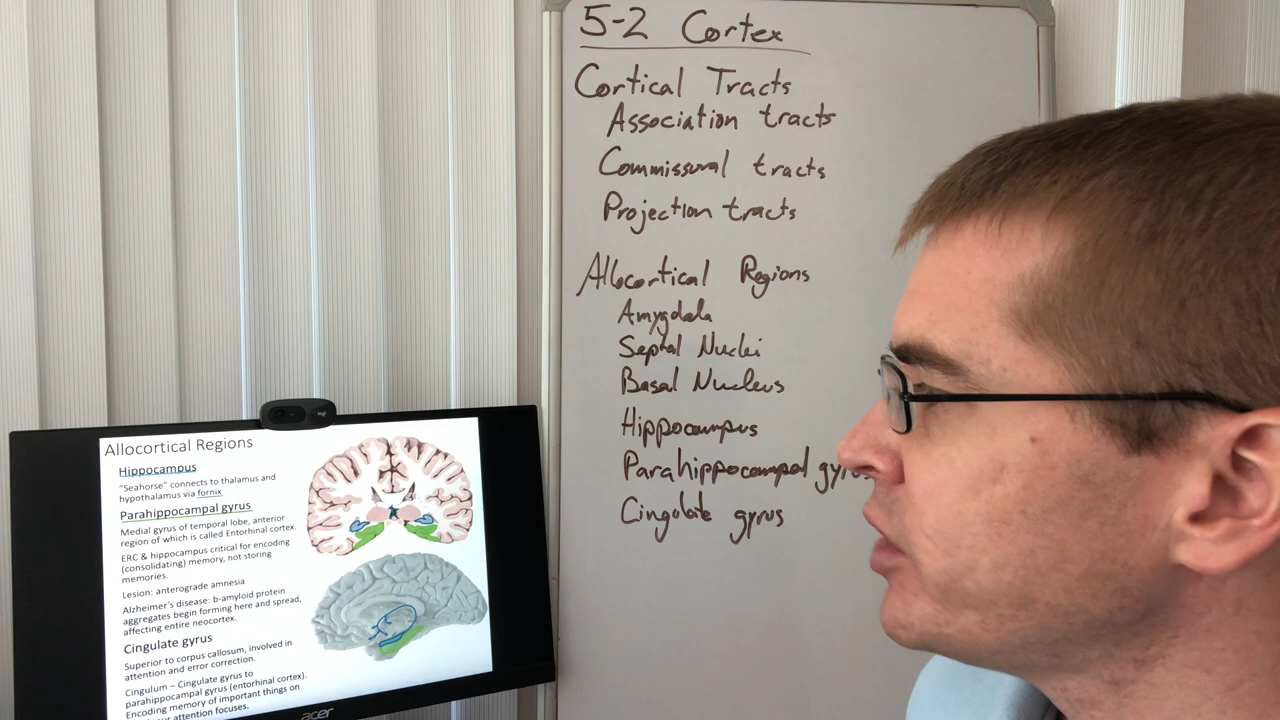 5-2 Cortex
Cortical Tracts
Association tracts
Commissural tracts
Projection tracts
Allocortical Regions
Amygdala
Septal Nuclei
Basal Nucleus
Hippocampus
Parahippocampal gyrus
Cingulate gyrus
Allocortical Regions
Hippocampus
"Seahorse" connects to thalamus and
hypothalamus via fornix
Parahippocampal gyrus
Medial gyrus of temporal lobe, anterior
region of which is called Entorhinal cortex.
ERC & hippocampus critical for encoding
(consolidating) memory, not storing
memories.
Lesion: anterograde amnesia
Alzheimer's disease: b-amyloid protein
aggregates begin forming here and spread,
affecting entire neocortex.
Cingulate gyrus
Superior to corpus callosum, involved in
attention and error correction.
Cingulum – Cingulate gyrus to
parahippocampal gyrus (entorhinal cortex).
Encoding memory of important things on
our attention focuses.
acer
logi